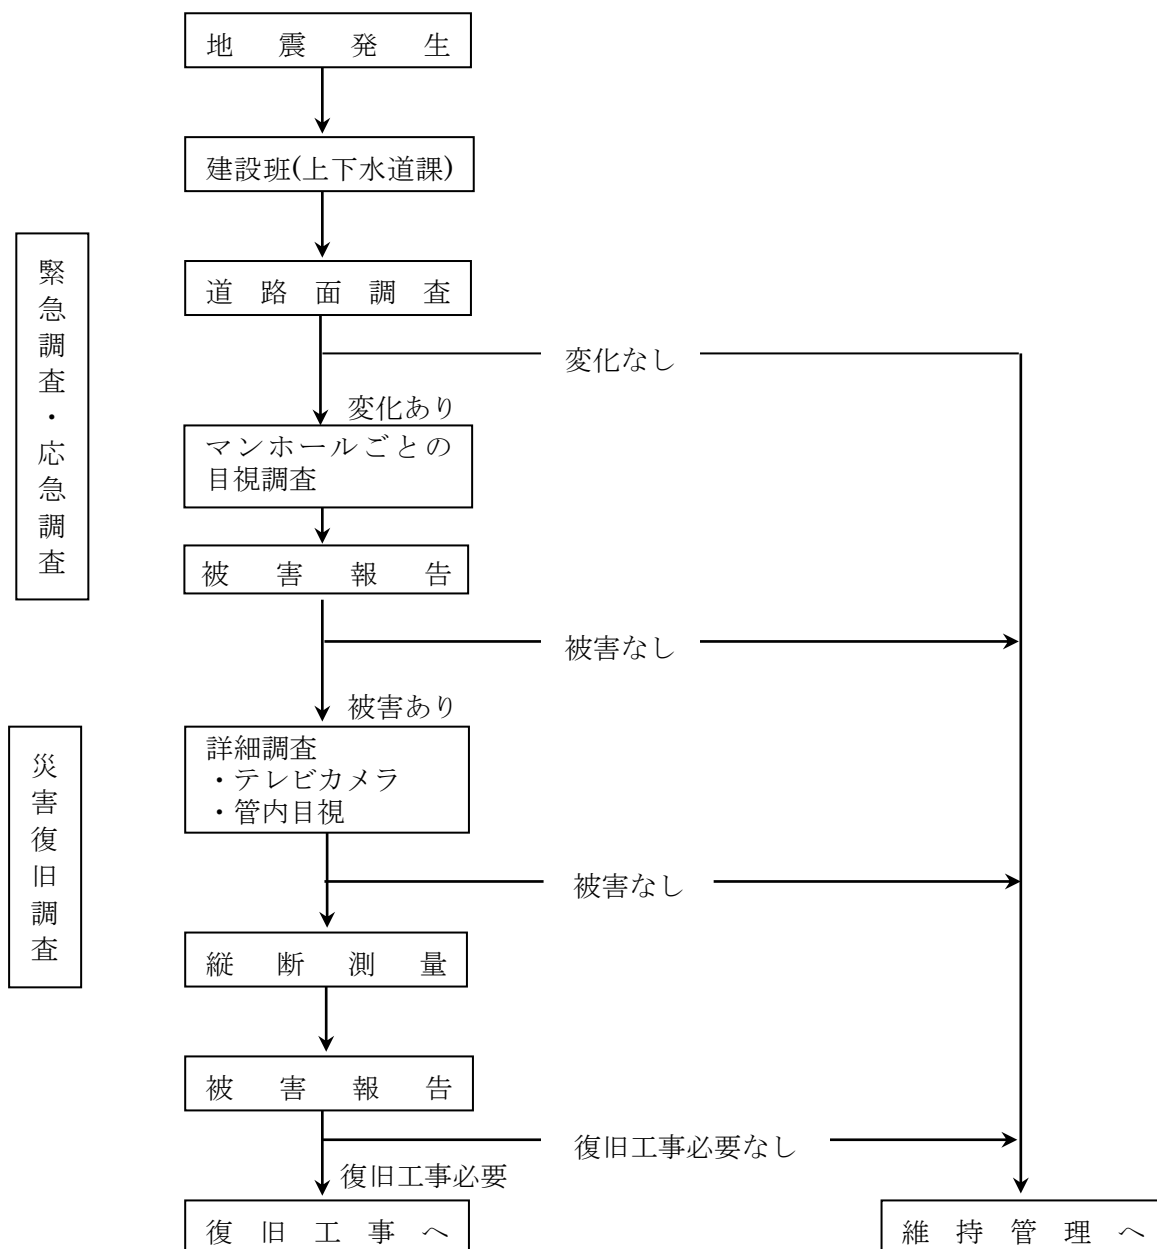 地震発生
建設班(上下水道課)
緊急調査・応急調査
道路面調査
変化なし
変化あり
マンホールごとの
目視調査
被害報告
被害なし
被害あり
災害復旧調査
詳細調査
・テレビカメラ
・管内目視
被害なし
縦断測量
被害報告
復旧工事必要なし
復旧工事必要
復旧工事へ
維持管理へ